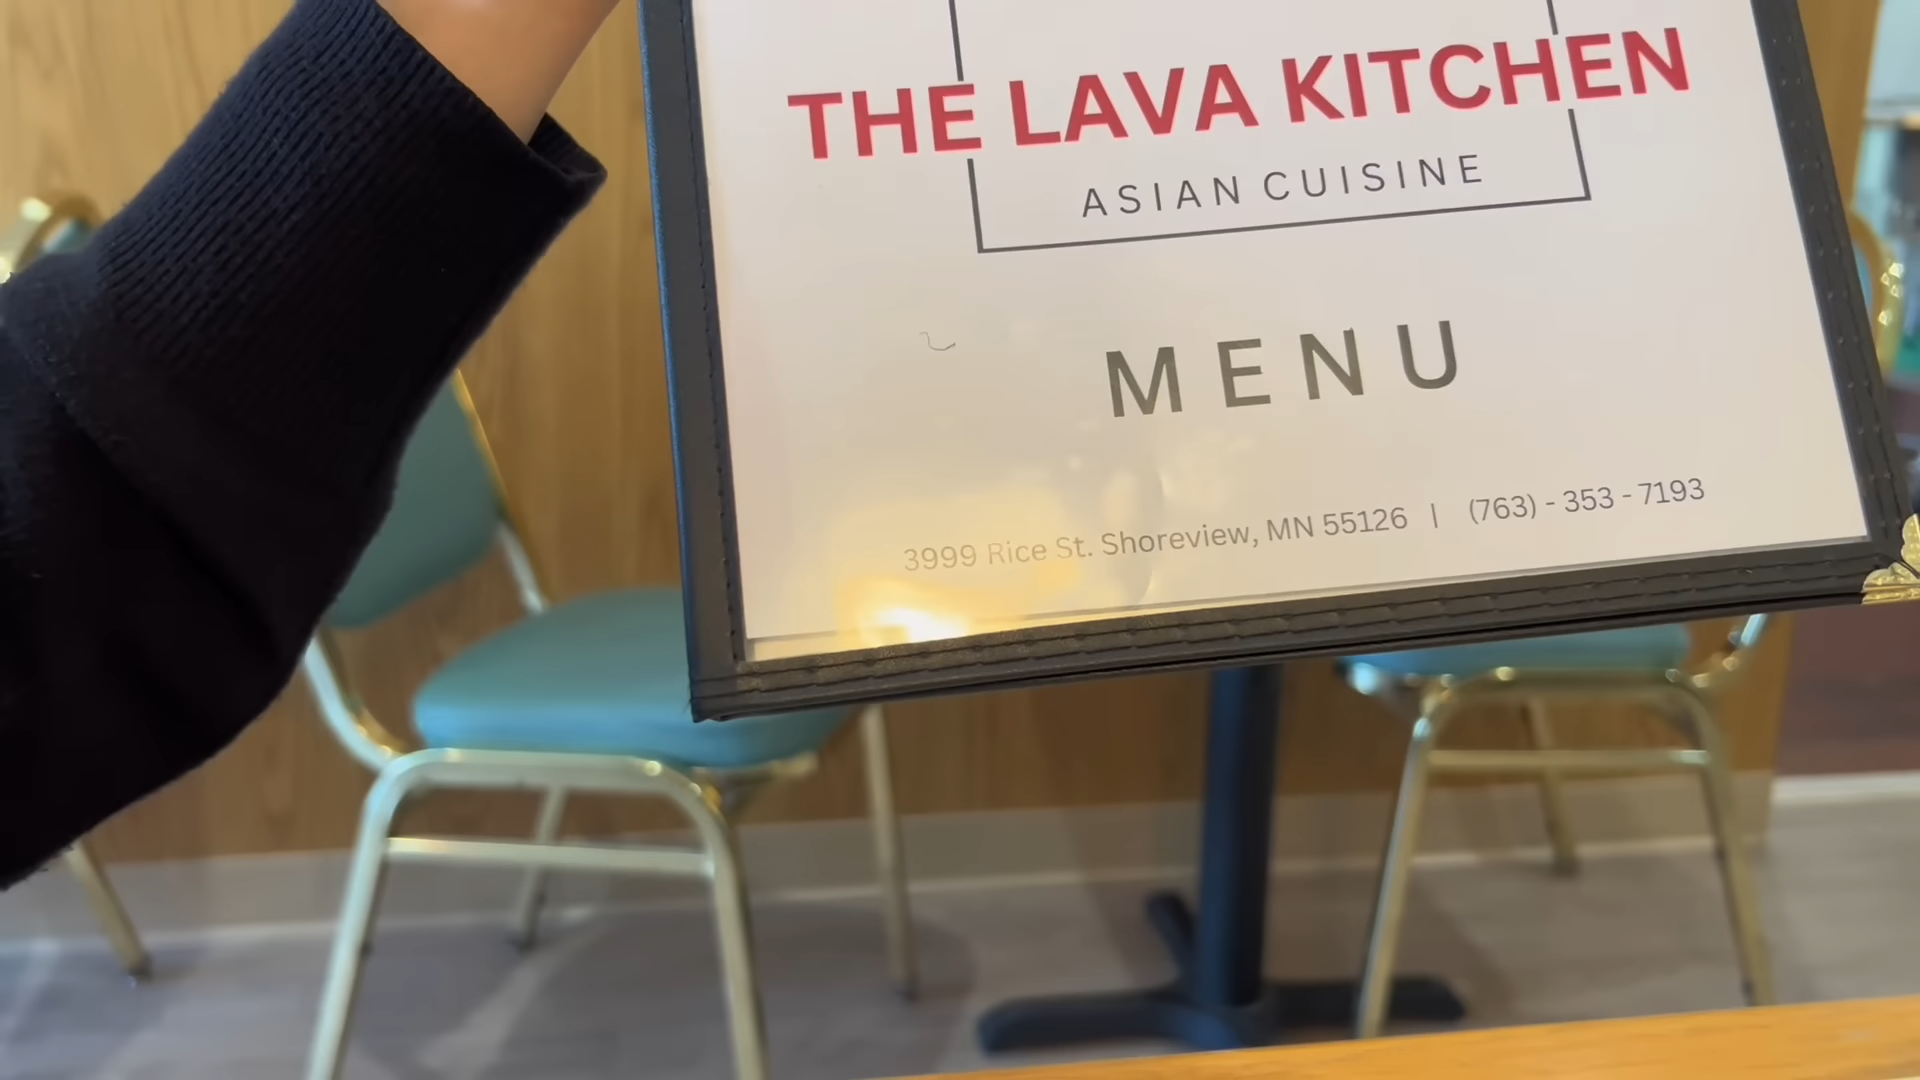 THE LAVA KITCHEN
ASIAN CUISINE
MENU
3999 Rice St. Shoreview, MN 55126 | (763) - 353 - 7193